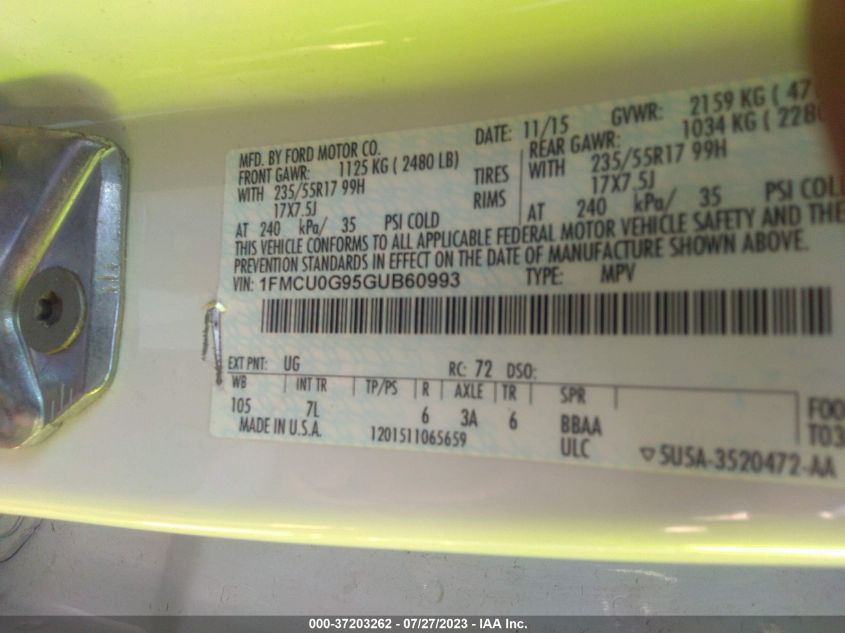 MFD. BY FORD MOTOR CO.
DATE: 11/15
GVWR: 2159 KG ( 47
FRONT GAWR: 1125 KG ( 2480 LB)
REAR GAWR: 1034 KG ( 228
WITH 235/55R17 99H
TIRES
WITH 235/55R17 99H
17X7.5J
RIMS
17X7.5J
AT 240 kPa/ 35 PSI COLD
AT 240 kPa/ 35 PSI COLD
THIS VEHICLE CONFORMS TO ALL APPLICABLE FEDERAL MOTOR VEHICLE SAFETY AND THE
PREVENTION STANDARDS IN EFFECT ON THE DATE OF MANUFACTURE SHOWN ABOVE.
VIN: 1FMCU0G95GUB60993
TYPE: MPV
EXT PNT: UG
RC: 72 DSO:
WB INT TR TP/PS R AXLE TR SPR
105 7L 6 3A 6 BBAA
MADE IN U.S.A.
1201511065659
ULC
F00
T03
5U5A-3520472-AA
000-37203262 - 07/27/2023 - IAA Inc.